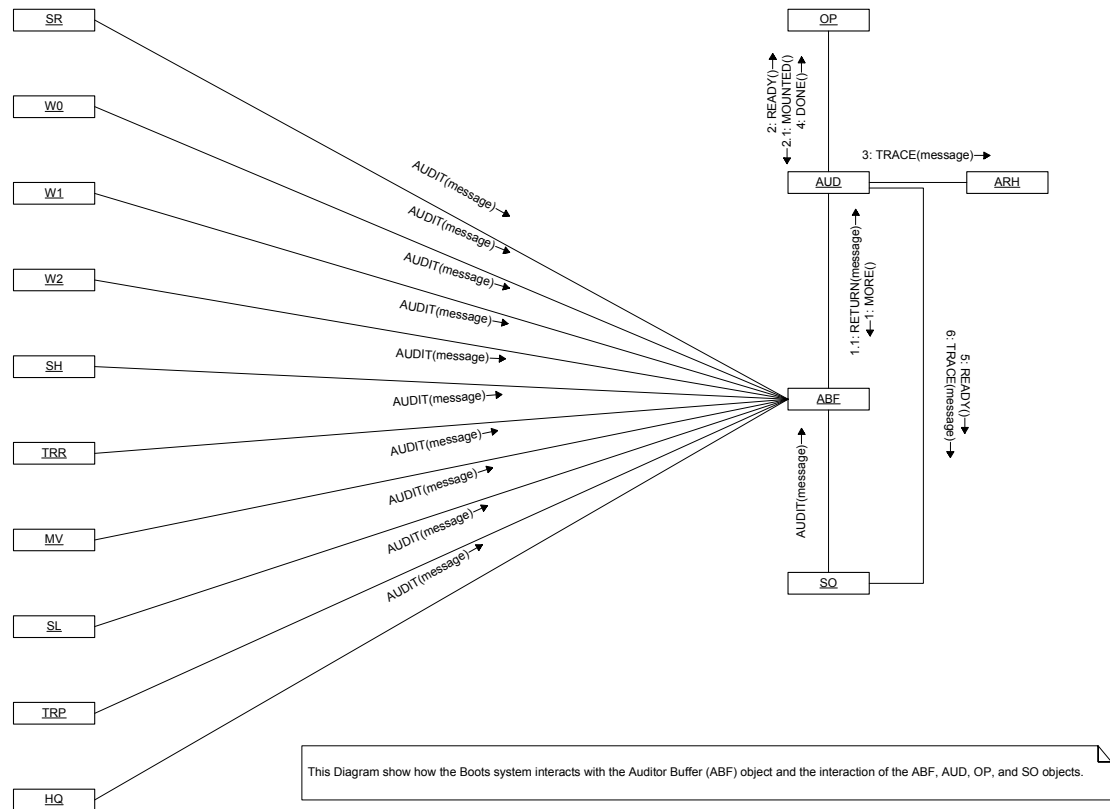 SR
OP
W0
2: READY()
2.1: MOUNTED()
4: DONE()
3: TRACE(message)
AUDIT(message)
W1
AUD
ARH
AUDIT(message)
AUDIT(message)
W2
AUDIT(message)
1.1: RETURN(message)
1: MORE()
SH
AUDIT(message)
5: READY()
6: TRACE(message)
AUDIT(message)
ABF
TRR
AUDIT(message)
AUDIT(message)
AUDIT(message)
MV
AUDIT(message)
AUDIT(message)
SO
SL
TRP
This Diagram show how the Boots system interacts with the Auditor Buffer (ABF) object and the interaction of the ABF, AUD, OP, and SO objects.
HQ